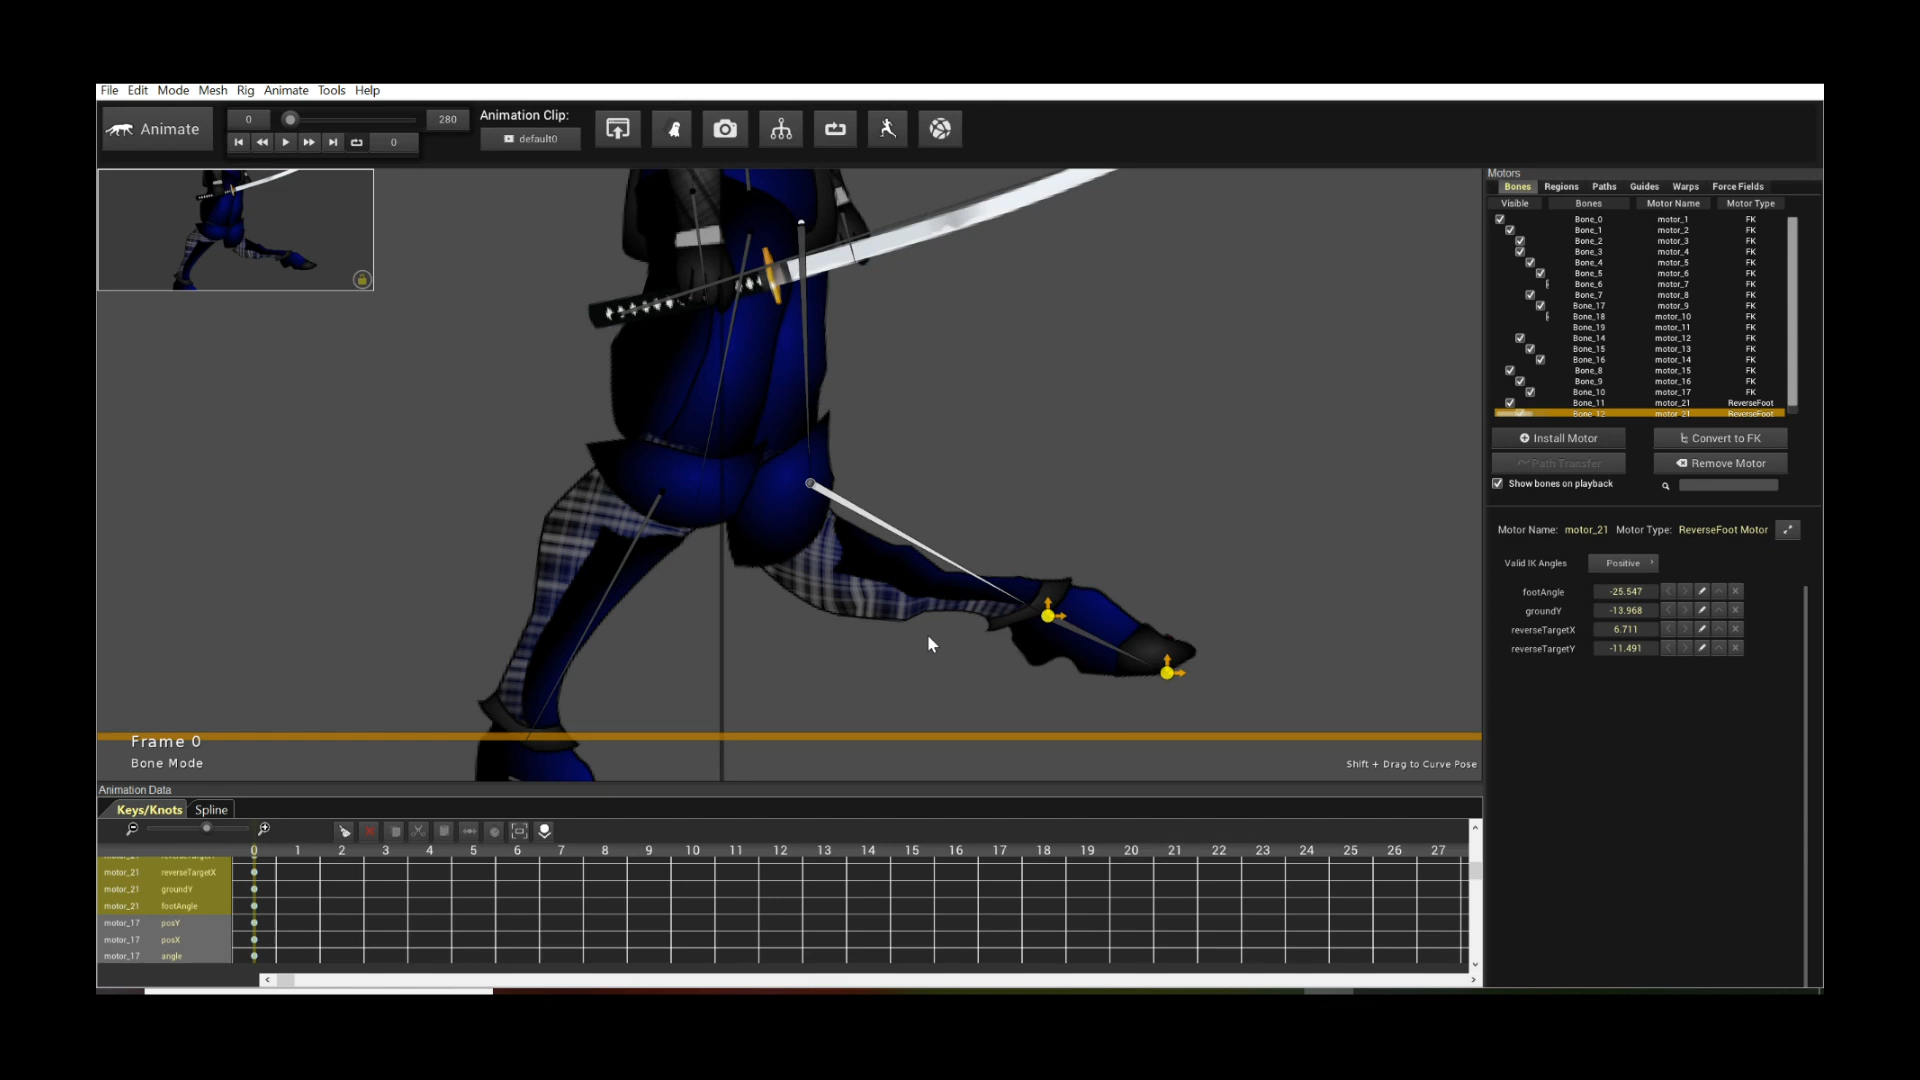 File Edit Mode Mesh Rig Animate Tools Help
Animate
0
280
0
Animation Clip:
default0
Motors
Bones Regions Paths Guides Warps Force Fields
Visible Bones Motor Name Motor Type
Bone_0 motor_1 FK
Bone_1 motor_2 FK
Bone_2 motor_3 FK
Bone_3 motor_4 FK
Bone_4 motor_5 FK
Bone_5 motor_6 FK
Bone_6 motor_7 FK
Bone_7 motor_8 FK
Bone_17 motor_9 FK
Bone_18 motor_10 FK
Bone_19 motor_11 FK
Bone_14 motor_12 FK
Bone_15 motor_13 FK
Bone_16 motor_14 FK
Bone_8 motor_15 FK
Bone_9 motor_16 FK
Bone_10 motor_17 FK
Bone_11 motor_21 ReverseFoot
Bone_12 motor_21 ReverseFoot
Install Motor Convert to FK
Path Transfer Remove Motor
Show bones on playback
Motor Name: motor_21 Motor Type: ReverseFoot Motor
Valid IK Angles Positive
footAngle -25.547
groundY -13.968
reverseTargetX 6.711
reverseTargetY -11.491
Frame 0
Bone Mode
Shift + Drag to Curve Pose
Animation Data
Keys/Knots Spline
0 1 2 3 4 5 6 7 8 9 10 11 12 13 14 15 16 17 18 19 20 21 22 23 24 25 26 27
motor_21 reverseTargetX
motor_21 groundY
motor_21 footAngle
motor_17 posY
motor_17 posX
motor_17 angle